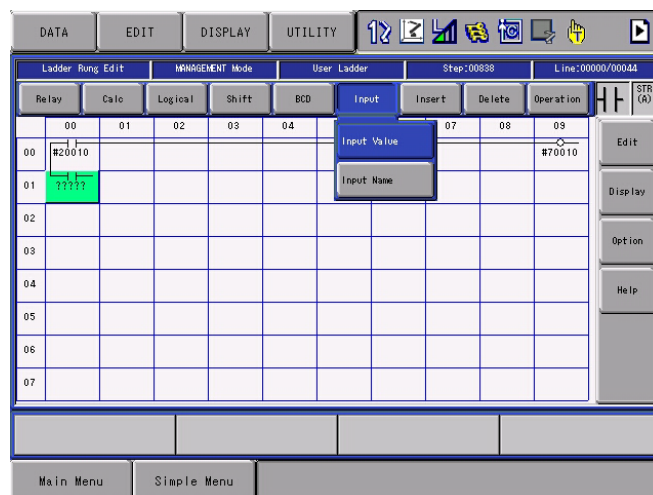 DATA EDIT DISPLAY UTILITY
Ladder Rung Edit MANAGEMENT Mode User Ladder Step:00838 Line:00000/00044
Relay Calc Logical Shift BCD Input Insert Delete Operation STR
(A)
00 01 02 03 04 07 08 09
Input Value
Edit
00 #20010 #70010
Input Name
01 ?????
Display
02
Option
03
04
Help
05
06
07
Main Menu Simple Menu